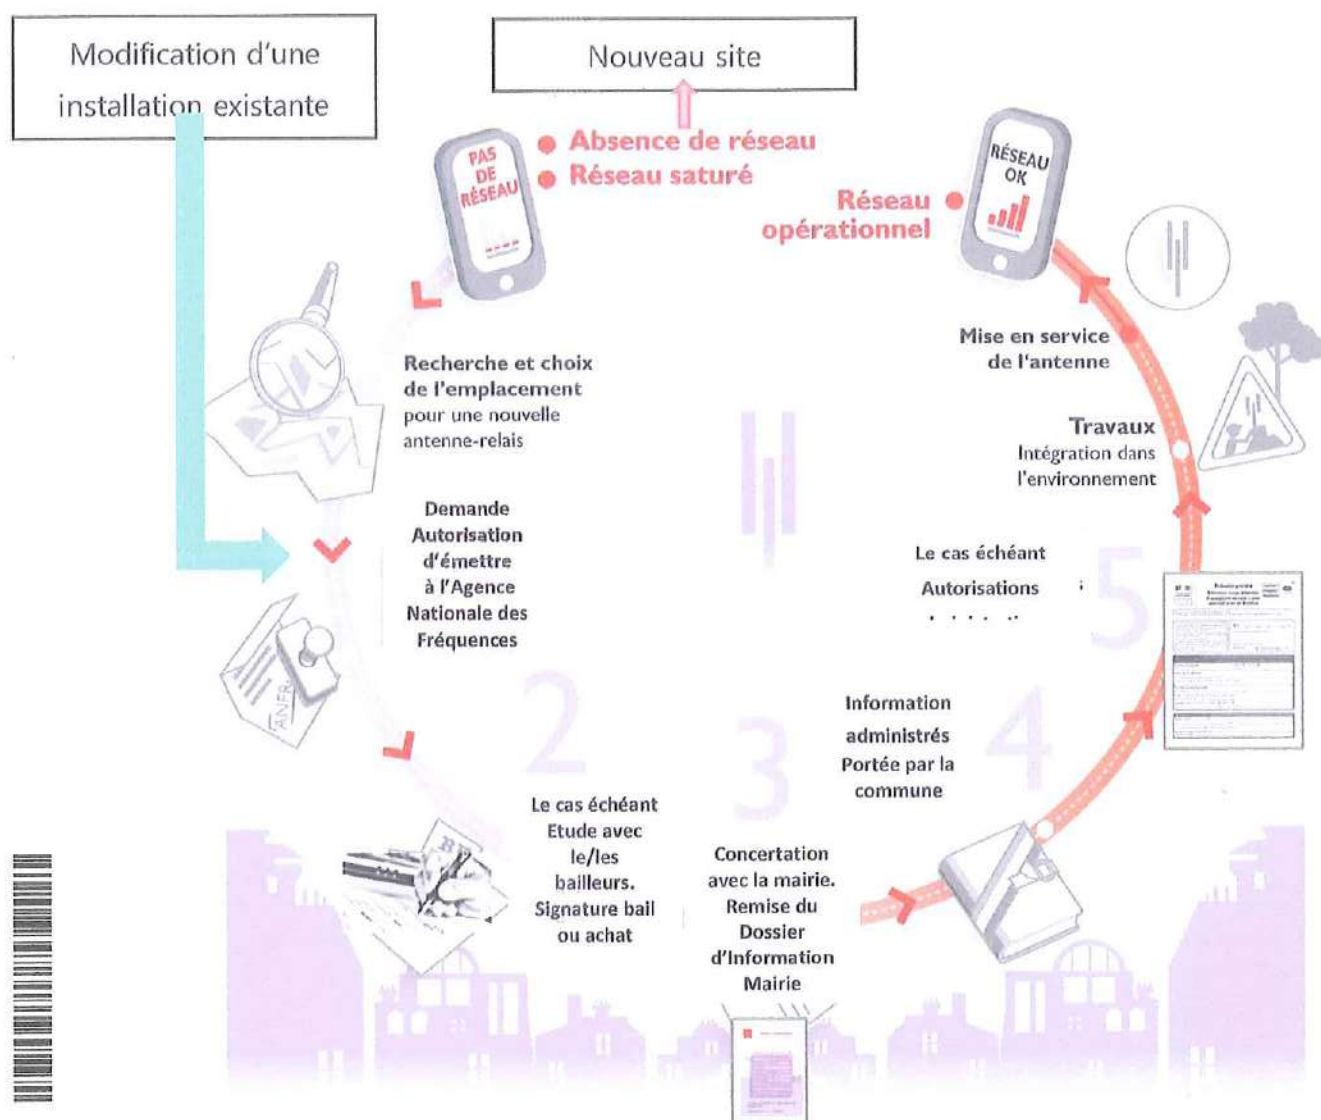 Modification d'une
installation existante
Nouveau site
Absence de réseau
Réseau saturé
PAS
DE
RÉSEAU
RÉSEAU
OK
Réseau
opérationnel
Recherche et choix
de l'emplacement
pour une nouvelle
antenne-relais
Demande
Autorisation
d'émettre
à l'Agence
Nationale des
Fréquences
ANFR
2
Le cas échéant
Etude avec
le/les
bailleurs.
Signature bail
ou achat
3
Concertation
avec la mairie.
Remise du
Dossier
d'Information
Mairie
4
Information
administrés
Portée par la
commune
5
Le cas échéant
Autorisations
Travaux
Intégration dans
l'environnement
Mise en service
de l'antenne